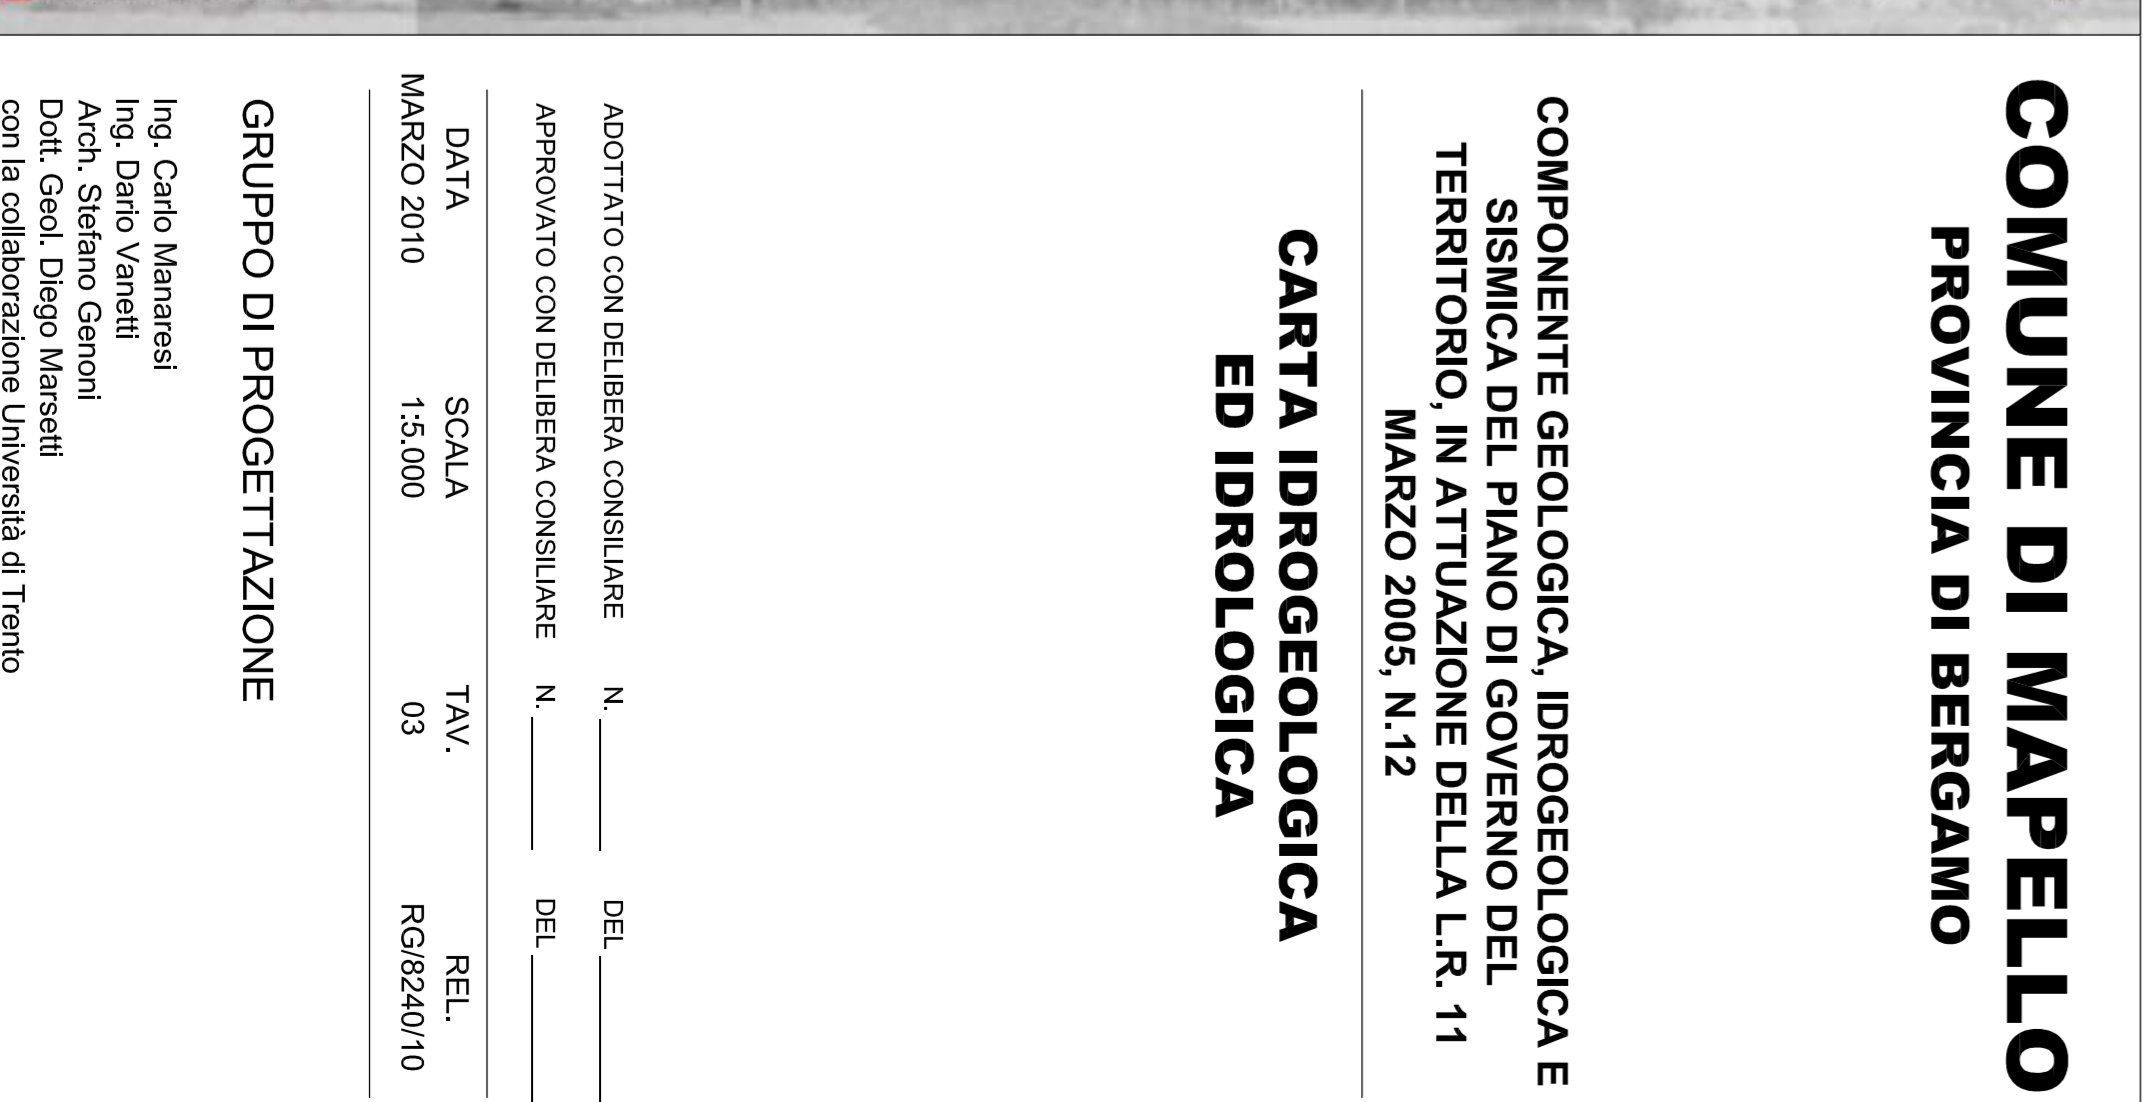 COMUNE DI MAPELLO
PROVINCIA DI BERGAMO
COMPONENTE GEOLOGICA, IDROGEOLOGICA E
SISMICA DEL PIANO DI GOVERNO DEL
TERRITORIO, IN ATTUAZIONE DELLA L.R. 11
MARZO 2005, N.12
CARTA IDROGEOLOGICA
ED IDROLOGICA
ADOTTATO CON DELIBERA CONSILIARE N. DEL
APPROVATO CON DELIBERA CONSILIARE N. DEL
DATA SCALA TAV. REL.
MARZO 2010 1:5.000 03 RG/8240/10
GRUPPO DI PROGETTAZIONE
Ing. Carlo Manaresi
Ing. Dario Vanetti
Arch. Stefano Genoni
Dott. Geol. Diego Marsetti
con la collaborazione Università di Trento